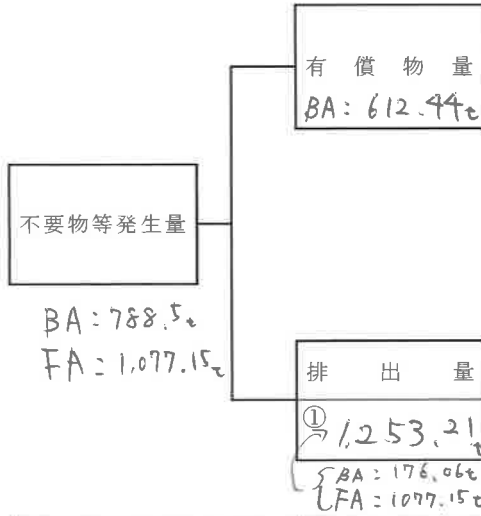 有償物量
BA: 612.44t
不要物等発生量
BA: 788.5t
FA: 1,077.15t
排出量
① 1,253.21t
BA: 176.06t
FA: 1077.15t